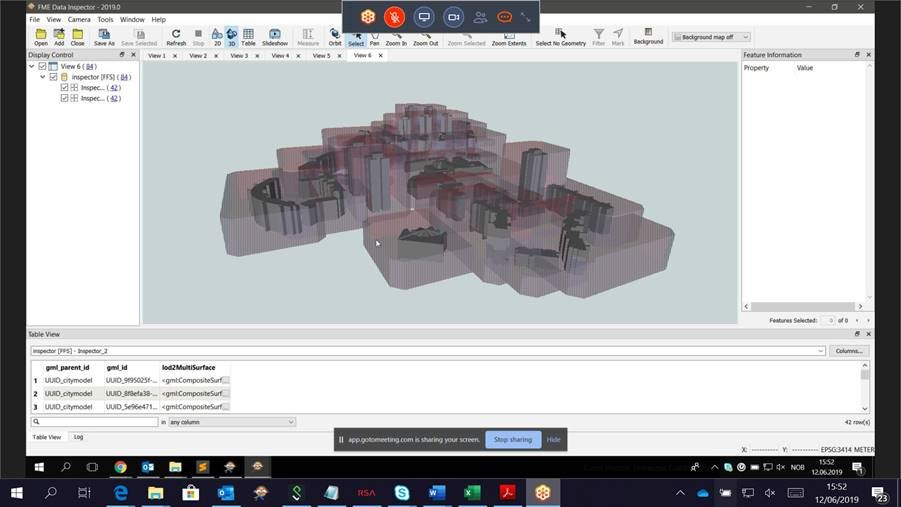 FME Data Inspector - 2019.0
File View Camera Tools Window Help
Open Add Close Save As Save Selected Refresh Stop 2D 3D Table Slideshow Measure Orbit Select Pan Zoom In Zoom Out Zoom Selected Zoom Extents Select No Geometry Filter Mark Background Background map off
Display Control
View 1 View 2 View 3 View 4 View 5 View 6
Feature Information
View 6 ( 84 )
Property Value
inspector [FFS] ( 84 )
Inspec... ( 42 )
Inspec... ( 42 )
Features Selected: 0 of 0
Table View
inspector [FFS] - Inspector_2
Columns...
gml_parent_id gml_id lod2MultiSurface
1 UUID_citymodel UUID_9f95025f-... <gml:CompositeSurf...
2 UUID_citymodel UUID_8f8efa38-... <gml:CompositeSurf...
3 UUID_citymodel UUID_5e96e471... <gml:CompositeSurf...
in any column
42 row(s)
Table View Log
app.gotomeeting.com is sharing your screen. Stop sharing Hide
X: ---------- Y: ---------- EPSG:3414 METER
NOB
15:52
12.06.2019
1
RSA
15:52
12/06/2019
23